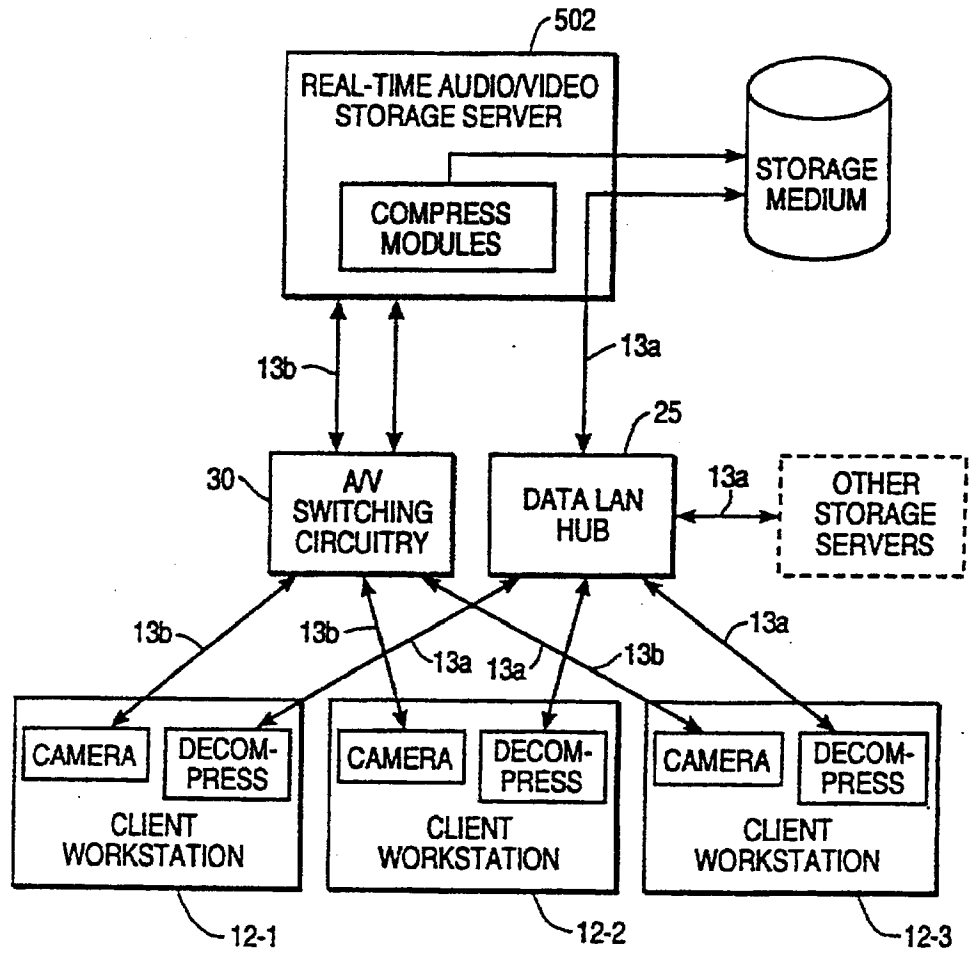 502
REAL-TIME AUDIO/VIDEO
STORAGE SERVER
COMPRESS
MODULES
STORAGE
MEDIUM
13b
13a
25
30
A/V
SWITCHING
CIRCUITRY
DATA LAN
HUB
13a
OTHER
STORAGE
SERVERS
13b
13b
13a
13a
13b
13a
CAMERA
DECOM-
PRESS
CLIENT
WORKSTATION
CAMERA
DECOM-
PRESS
CLIENT
WORKSTATION
CAMERA
DECOM-
PRESS
CLIENT
WORKSTATION
12-1
12-2
12-3